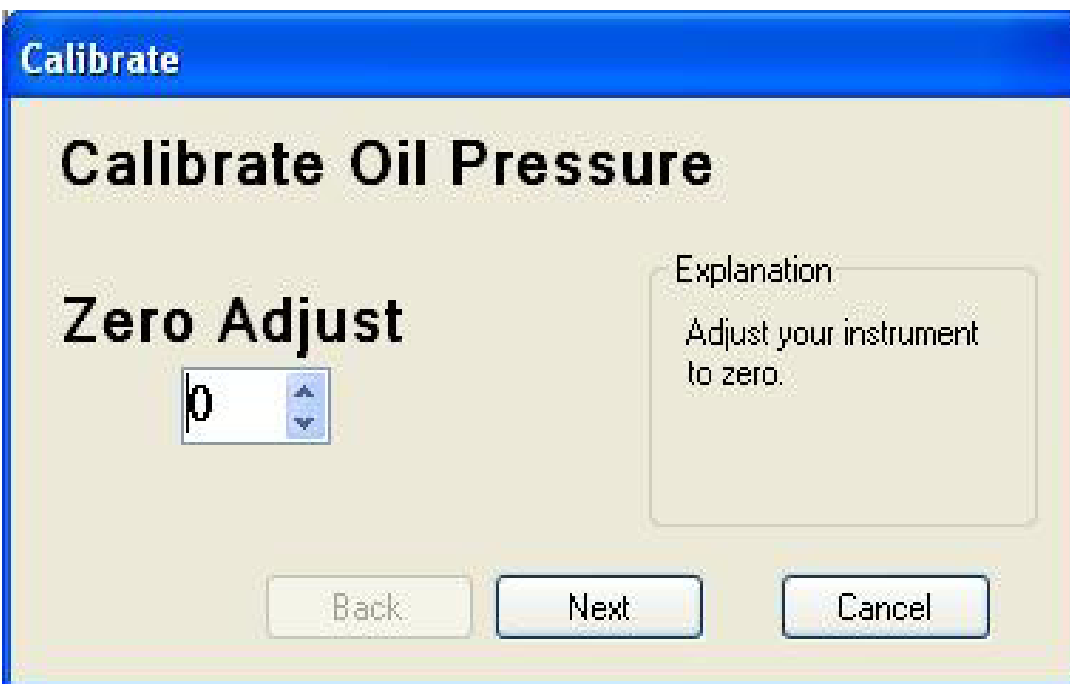 Calibrate
Calibrate Oil Pressure
Zero Adjust
0
Explanation
Adjust your instrument
to zero.
Back
Next
Cancel